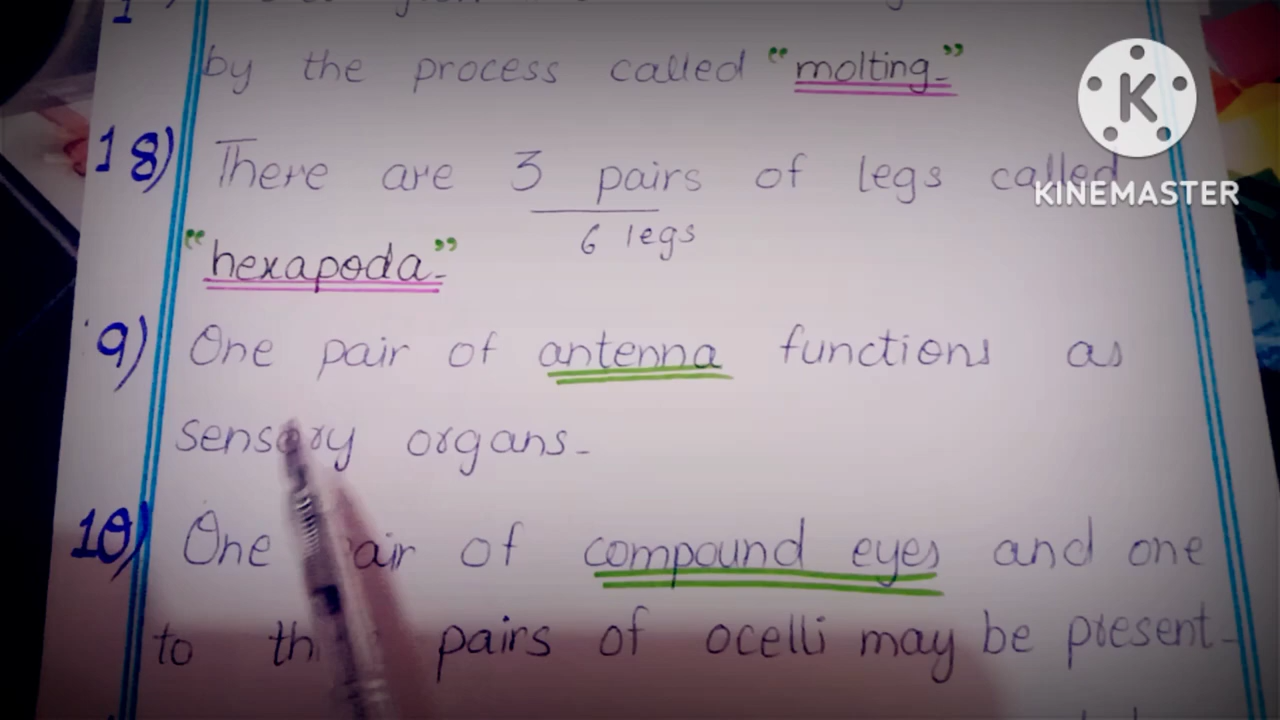 by the process called "molting."
K
KINEMASTER
18) There are 3 pairs of legs called
6 legs
"hexapoda."
9) One pair of antenna functions as
sensory organs.
10) One pair of compound eyes and one
to pairs of ocelli may be present.